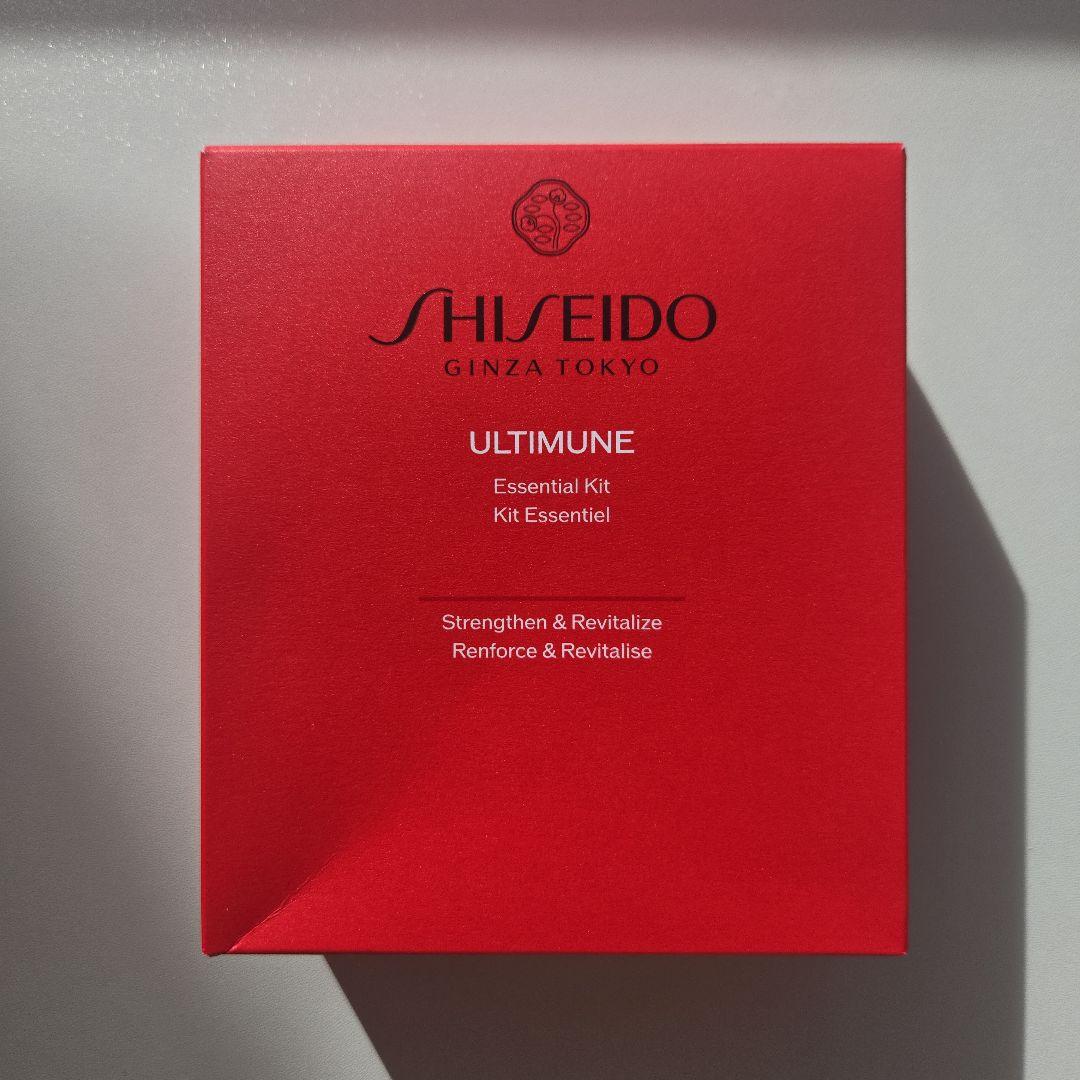 SHISEIDO
GINZA TOKYO
ULTIMUNE
Essential Kit
Kit Essentiel
Strengthen & Revitalize
Renforce & Revitalise